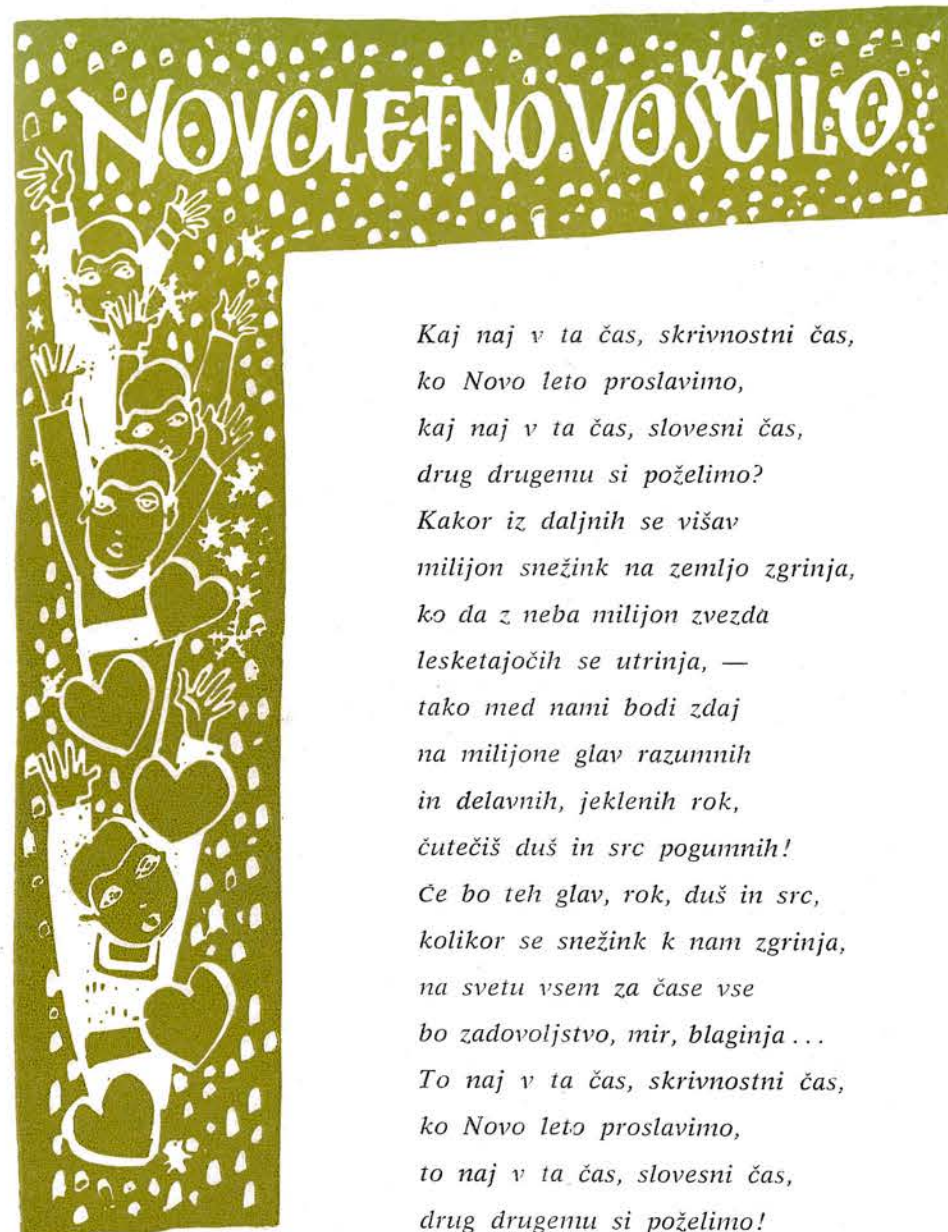 NOVOLETNO VOŠČILO
Kaj naj v ta čas, skrivnostni čas,
ko Novo leto proslavimo,
kaj naj v ta čas, slovesni čas,
drug drugemu si poželimo?
Kakor iz daljnih se višav
milijon snežink na zemljo zgrinja,
ko da z neba milijon zvezda
lesketajočih se utrinja, —
tako med nami bodi zdaj
na milijone glav razumnih
in delavnih, jeklenih rok,
čutečiš duš in src pogumnih!
Če bo teh glav, rok, duš in src,
kolikor se snežink k nam zgrinja,
na svetu vsem za čase vse
bo zadovoljstvo, mir, blaginja ...
To naj v ta čas, skrivnostni čas,
ko Novo leto proslavimo,
to naj v ta čas, slovesni čas,
drug drugemu si poželimo!